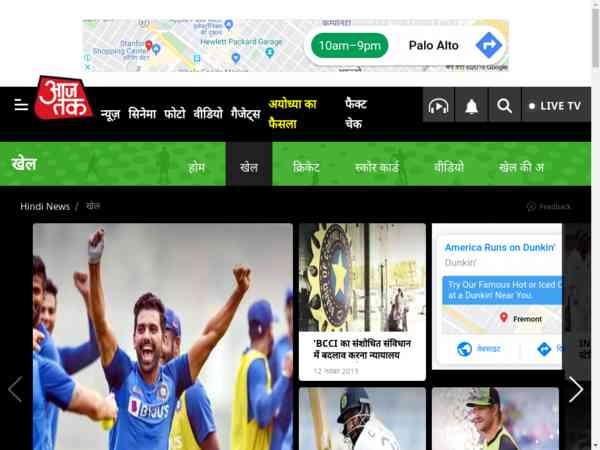 Stanford
Shopping Center
Hewlett Packard Garage
10am–9pm
Palo Alto
आज तक
न्यूज़ सिनेमा फोटो वीडियो गैजेट्स
अयोध्या का
फैसला
फैक्ट
चेक
LIVE TV
खेल
होम खेल क्रिकेट स्कोर कार्ड वीडियो खेल की अ
Hindi News / खेल
Feedback
America Runs on Dunkin'
Dunkin'
Try Our Famous Hot or Iced C
at a Dunkin' Near You.
Fremont
वेबसाइट
BYJU'S
'BCCI का संशोधित संविधान
में बदलाव करना न्यायालय
12 नवंबर 2019
IN